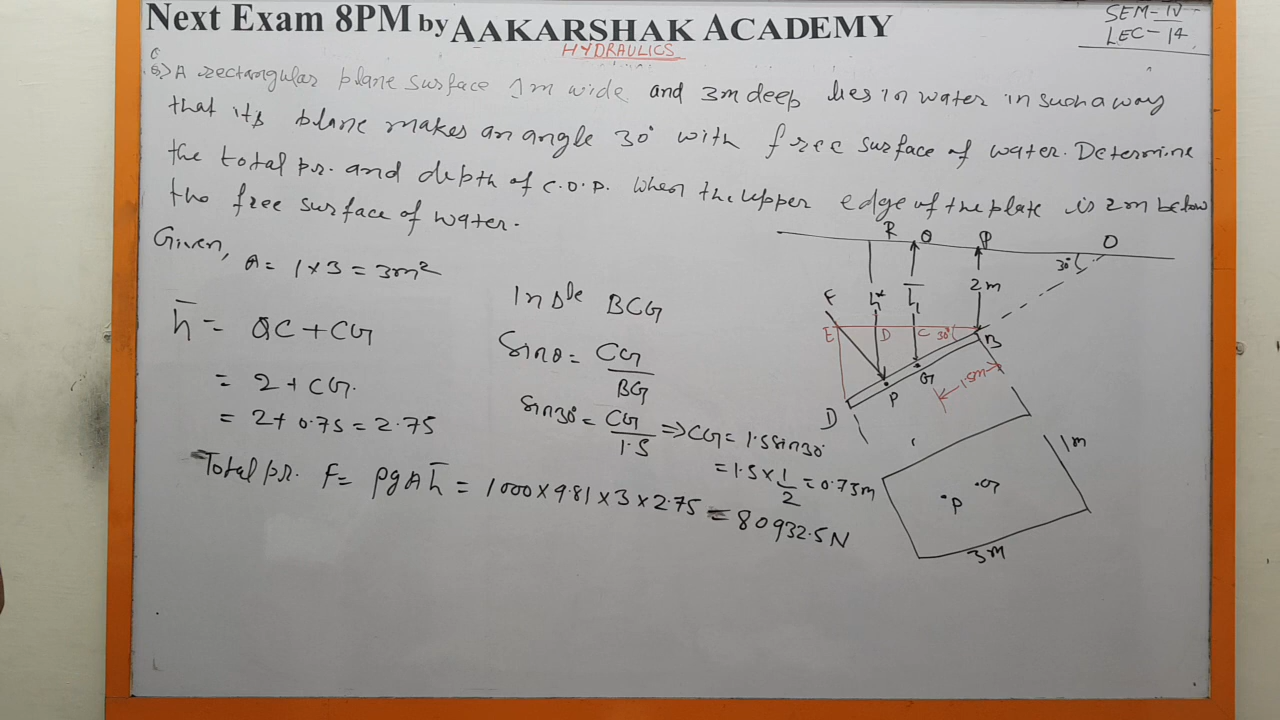 Next Exam 8PM by AAKARSHAK ACADEMY
SEM-IV
LEC-14
HYDRAULICS
Q> A rectangular plane surface 1m wide and 3m deep lies in water in such a way
that its plane makes an angle 30° with free surface of water. Determine
the total pr. and depth of C.O.P. when the upper edge of the plate is 2m below
the free surface of water.
Given,
A = 1 × 3 = 3m²
h̄ = QC + CG
= 2 + CG.
= 2 + 0.75 = 2.75
In Δle BCG
Sinθ = CG/BG
Sin30° = CG/1.5 ⇒ CG = 1.5 sin30°
= 1.5 × 1/2 = 0.75m
Total pr. F = ρgAh̄ = 1000 × 9.81 × 3 × 2.75 = 80932.5N
R Q P O
30°
2m
F h* h̄
E D C 30° B
G
P
D
1.5m
1m
.P .G
3m